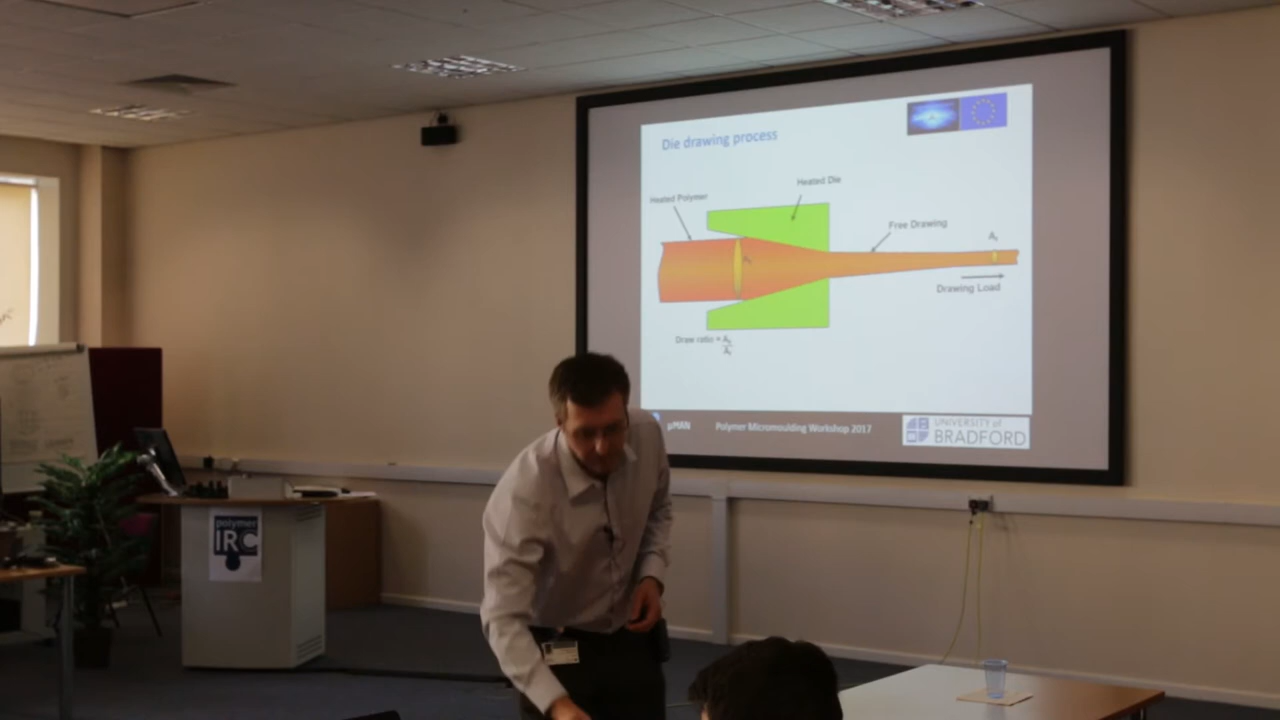 Die drawing process
Heated Die
Heated Polymer
Free Drawing
Drawing Load
Draw ratio =
µMAN
Polymer Micromoulding Workshop 2017
UNIVERSITY of
BRADFORD
polymer
IRC